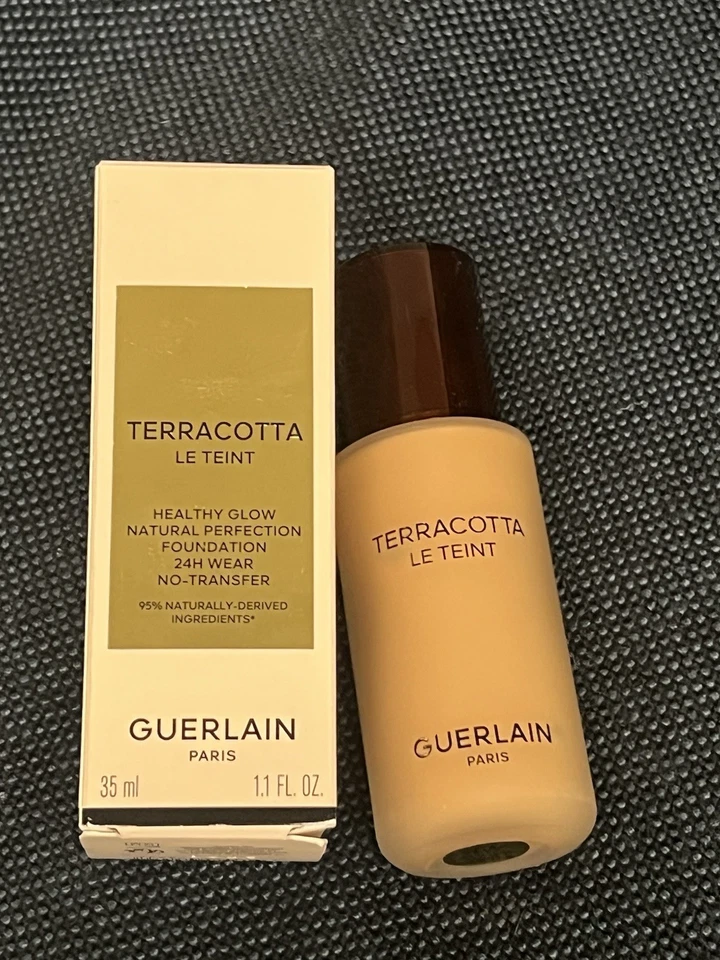 TERRACOTTA
LE TEINT
HEALTHY GLOW
NATURAL PERFECTION
FOUNDATION
24H WEAR
NO-TRANSFER
95% NATURALLY-DERIVED
INGREDIENTS*
GUERLAIN
PARIS
35 ml 1.1 FL. OZ.
TERRACOTTA
LE TEINT
GUERLAIN
PARIS